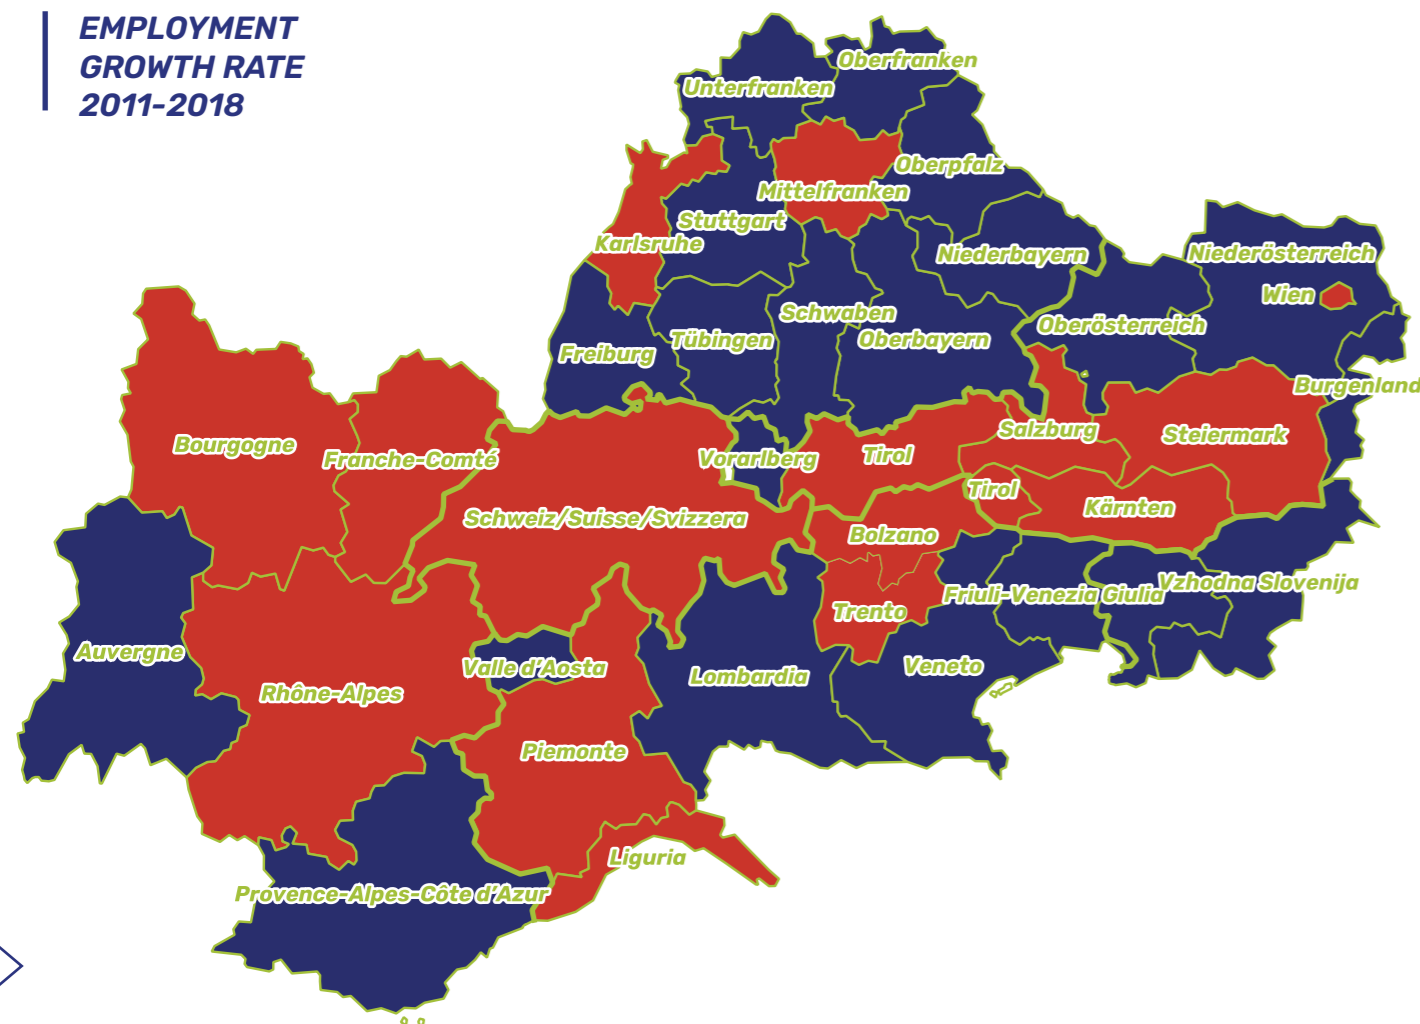 EMPLOYMENT
GROWTH RATE
2011-2018
Oberfranken
Unterfranken
Oberpfalz
Mittelfranken
Stuttgart
Karlsruhe
Niederbayern
Niederösterreich
Wien
Schwaben
Oberösterreich
Tübingen
Oberbayern
Freiburg
Burgenland
Salzburg
Steiermark
Bourgogne
Franche-Comté
Vorarlberg
Tirol
Tirol
Kärnten
Schweiz/Suisse/Svizzera
Bolzano
Vzhodna Slovenija
Friuli-Venezia Giulia
Trento
Auvergne
Valle d'Aosta
Veneto
Lombardia
Rhône-Alpes
Piemonte
Liguria
Provence-Alpes-Côte d'Azur